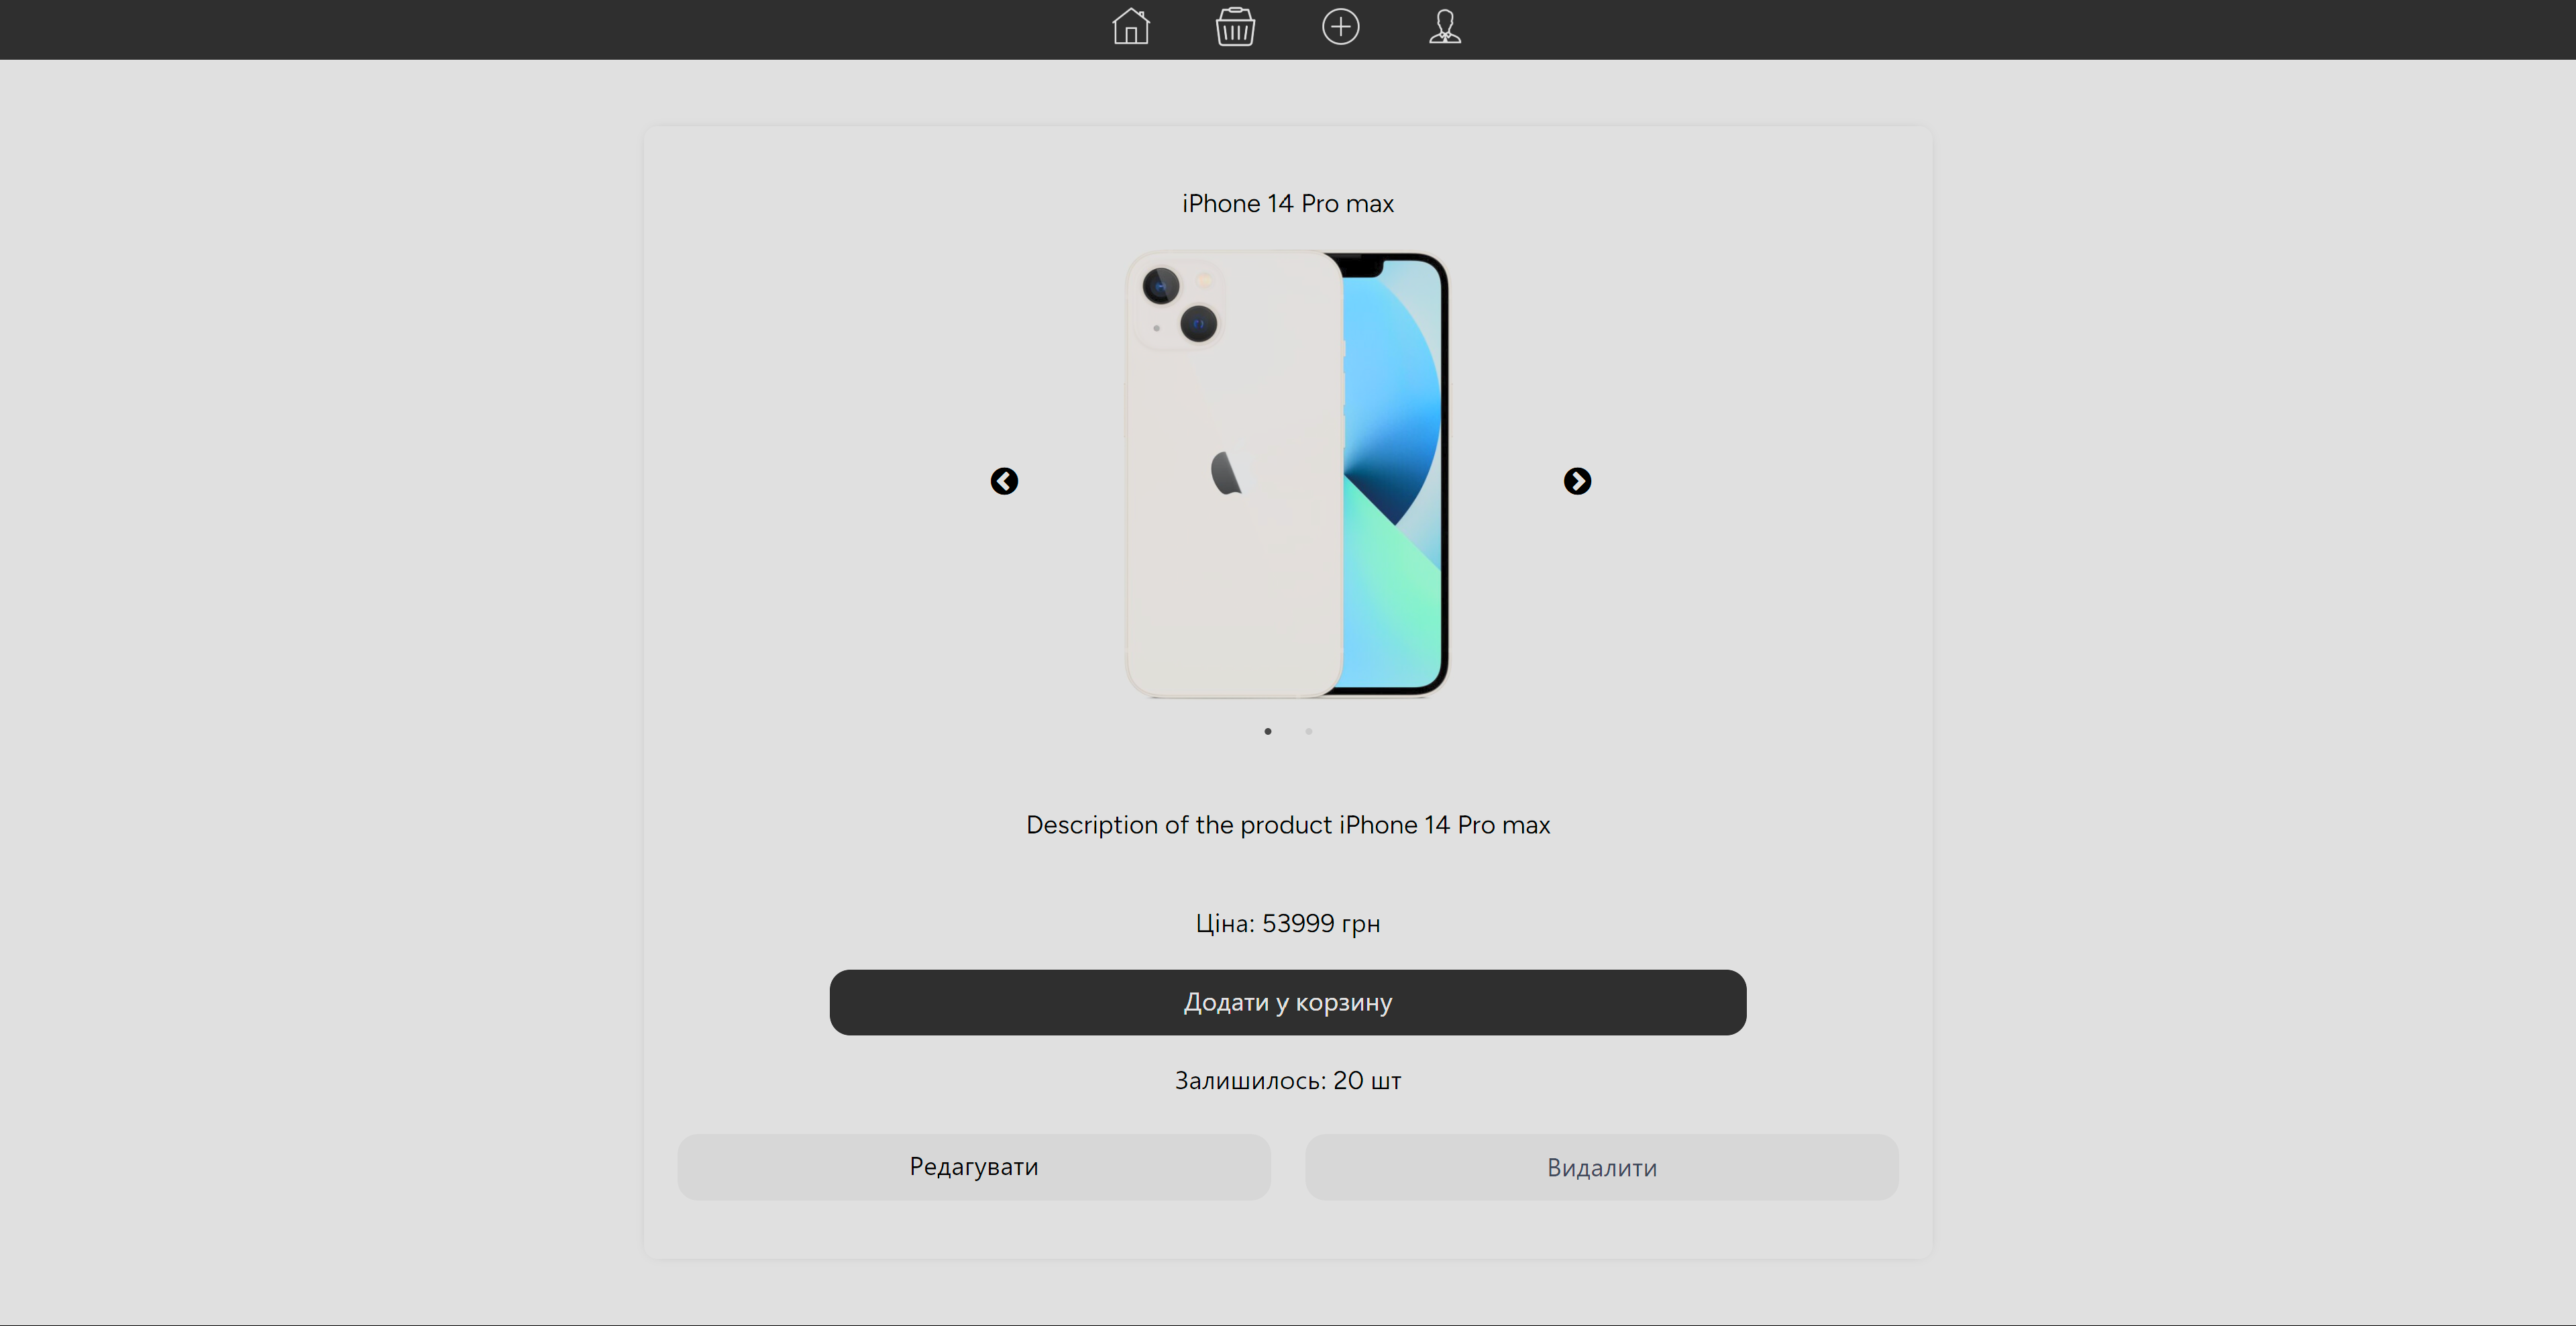 iPhone 14 Pro max
Description of the product iPhone 14 Pro max
Ціна: 53999 грн
Додати у корзину
Залишилось: 20 шт
Редагувати
Видалити